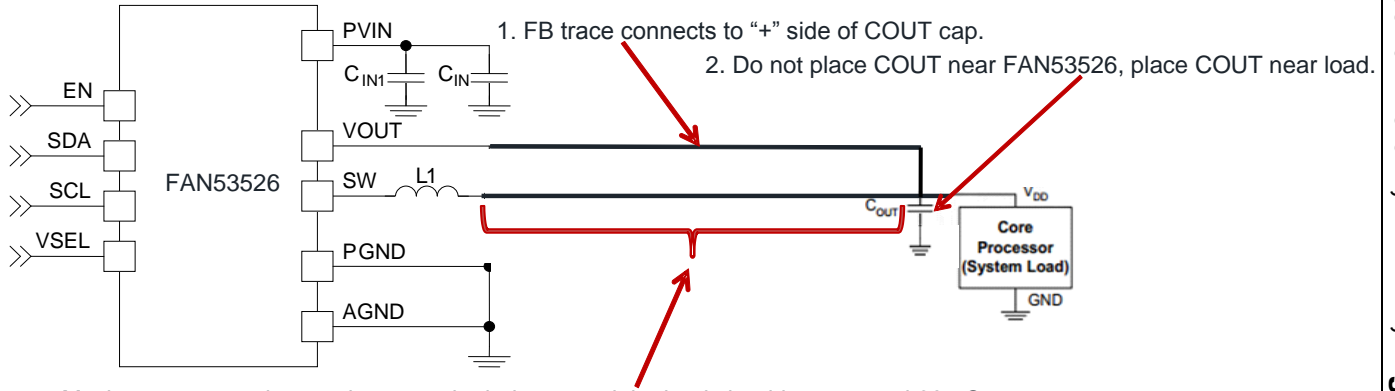 PVIN
1. FB trace connects to “+” side of COUT cap.
2. Do not place COUT near FAN53526, place COUT near load.
CIN1
CIN
EN
VOUT
SDA
FAN53526
SW
L1
SCL
COUT
VDD
VSEL
Core
Processor
(System Load)
PGND
GND
AGND